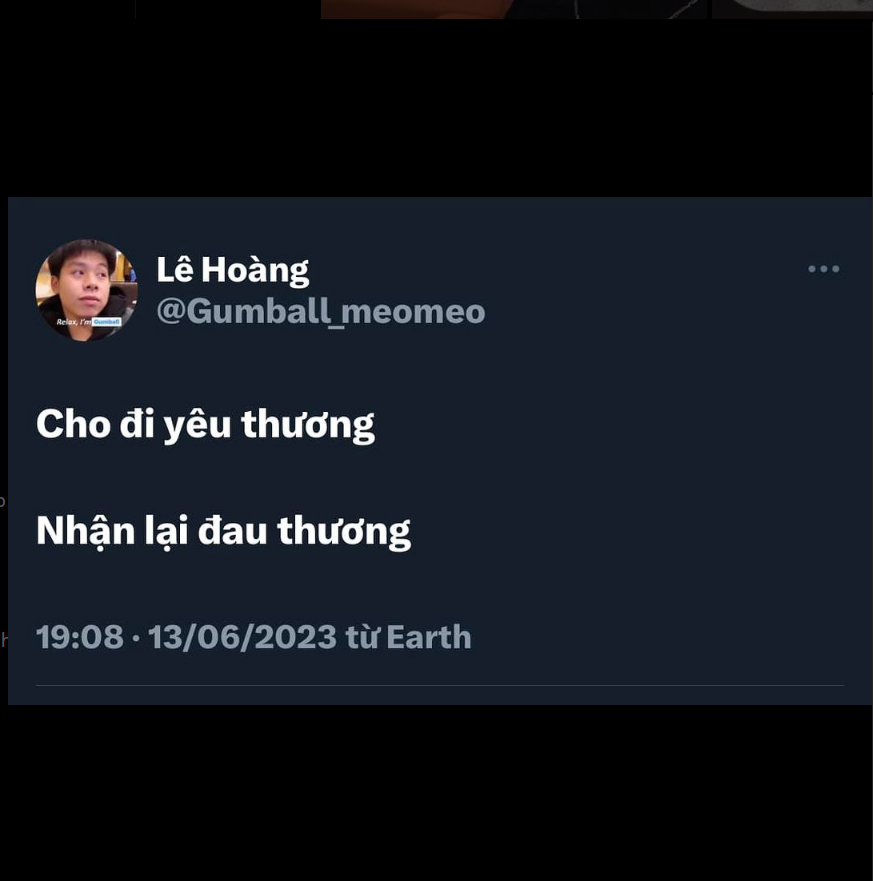 Lê Hoàng
@Gumball_meomeo
Relax, I'm Gumball
Cho đi yêu thương
Nhận lại đau thương
19:08 · 13/06/2023 từ Earth